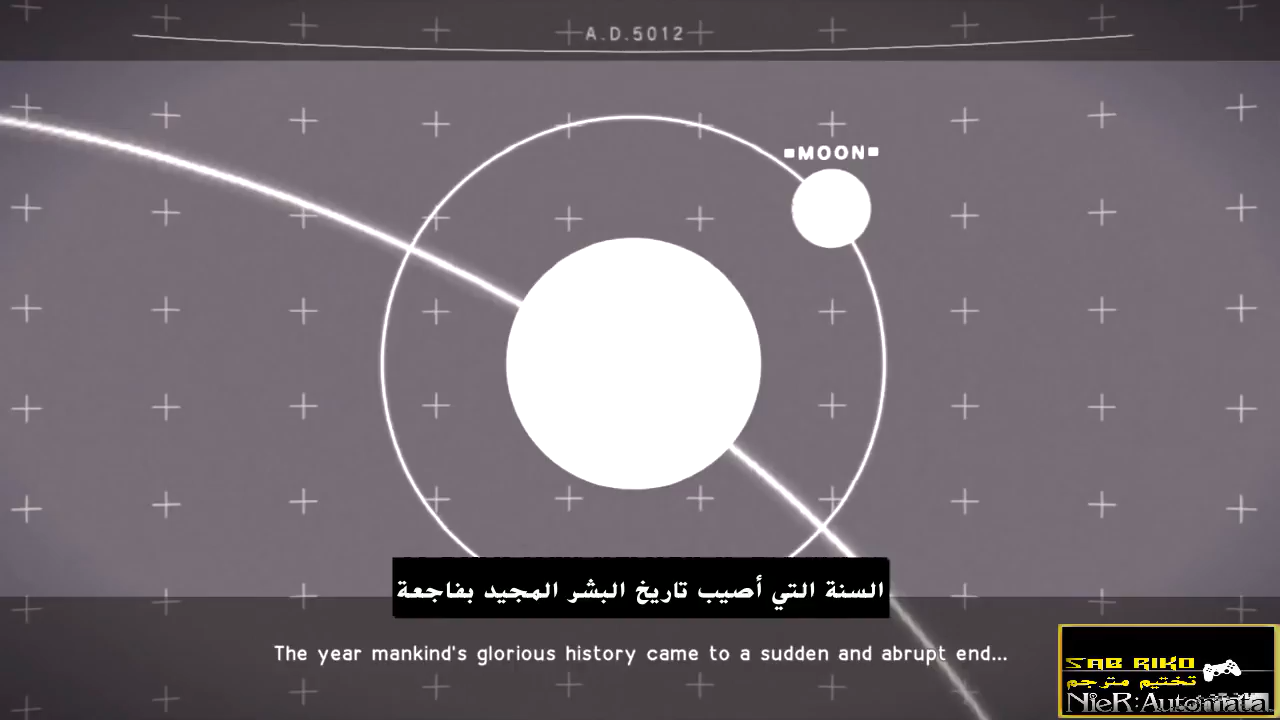 A.D.5012
MOON
السنة التي أصيب تاريخ البشر المجيد بفاجعة
The year mankind's glorious history came to a sudden and abrupt end...
SAB RIKO
تختيم مترجم
NieR:Automata